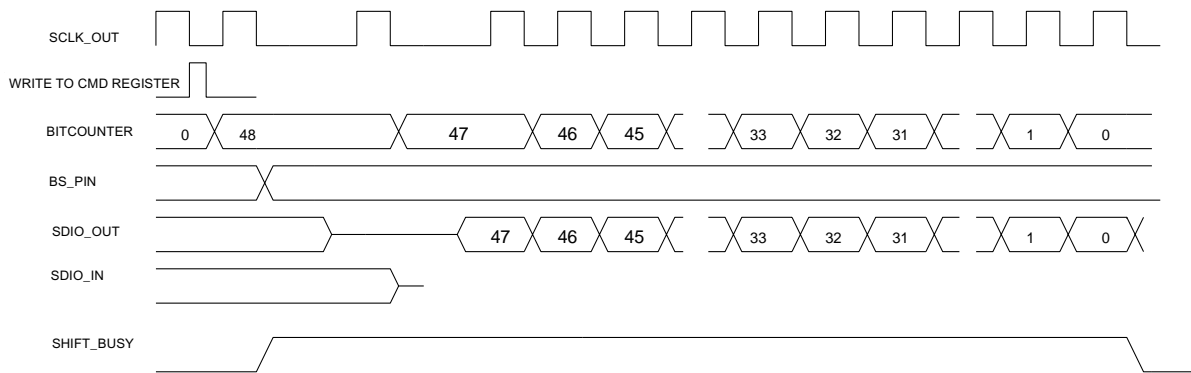 SCLK_OUT
WRITE TO CMD REGISTER
BITCOUNTER 0 48 47 46 45 33 32 31 1 0
BS_PIN
SDIO_OUT 47 46 45 33 32 31 1 0
SDIO_IN
SHIFT_BUSY